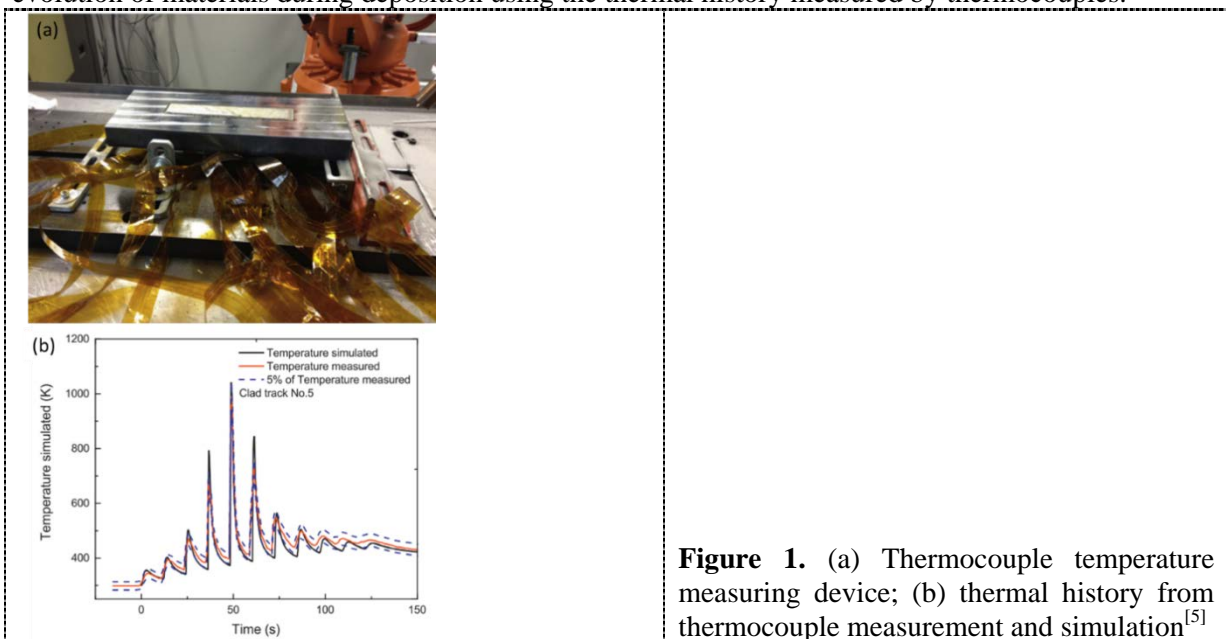 evolution of materials during deposition using the thermal history measured by thermocouples.
(a)
(b)
1200
1000
800
600
400
Temperature simulated (K)
Temperature simulated
Temperature measured
5% of Temperature measured
Clad track No.5
0
50
100
150
Time (s)
Figure 1. (a) Thermocouple temperature
measuring device; (b) thermal history from
thermocouple measurement and simulation[5]